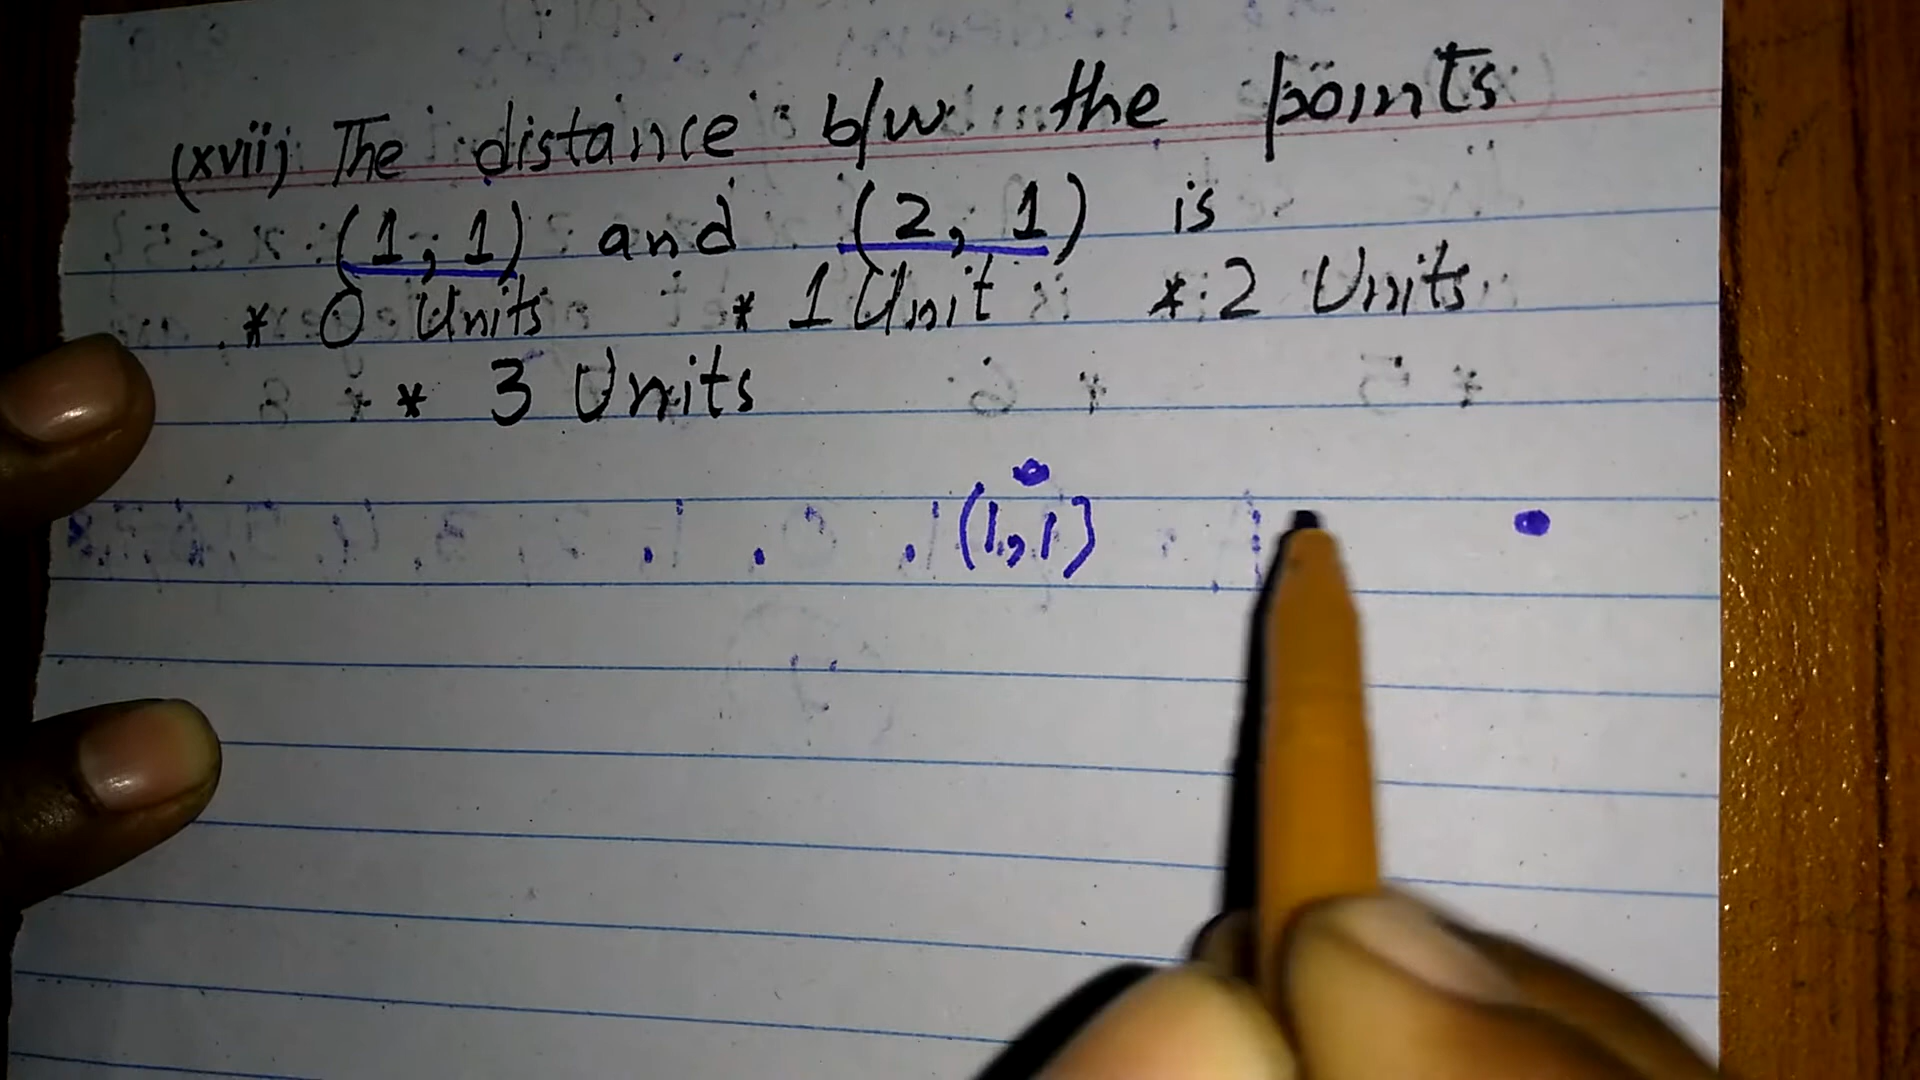 (xvii) The distance b/w the points
(1, 1) and (2, 1) is
* 0 Units * 1 Unit * 2 Units
* 3 Units
(1,1)